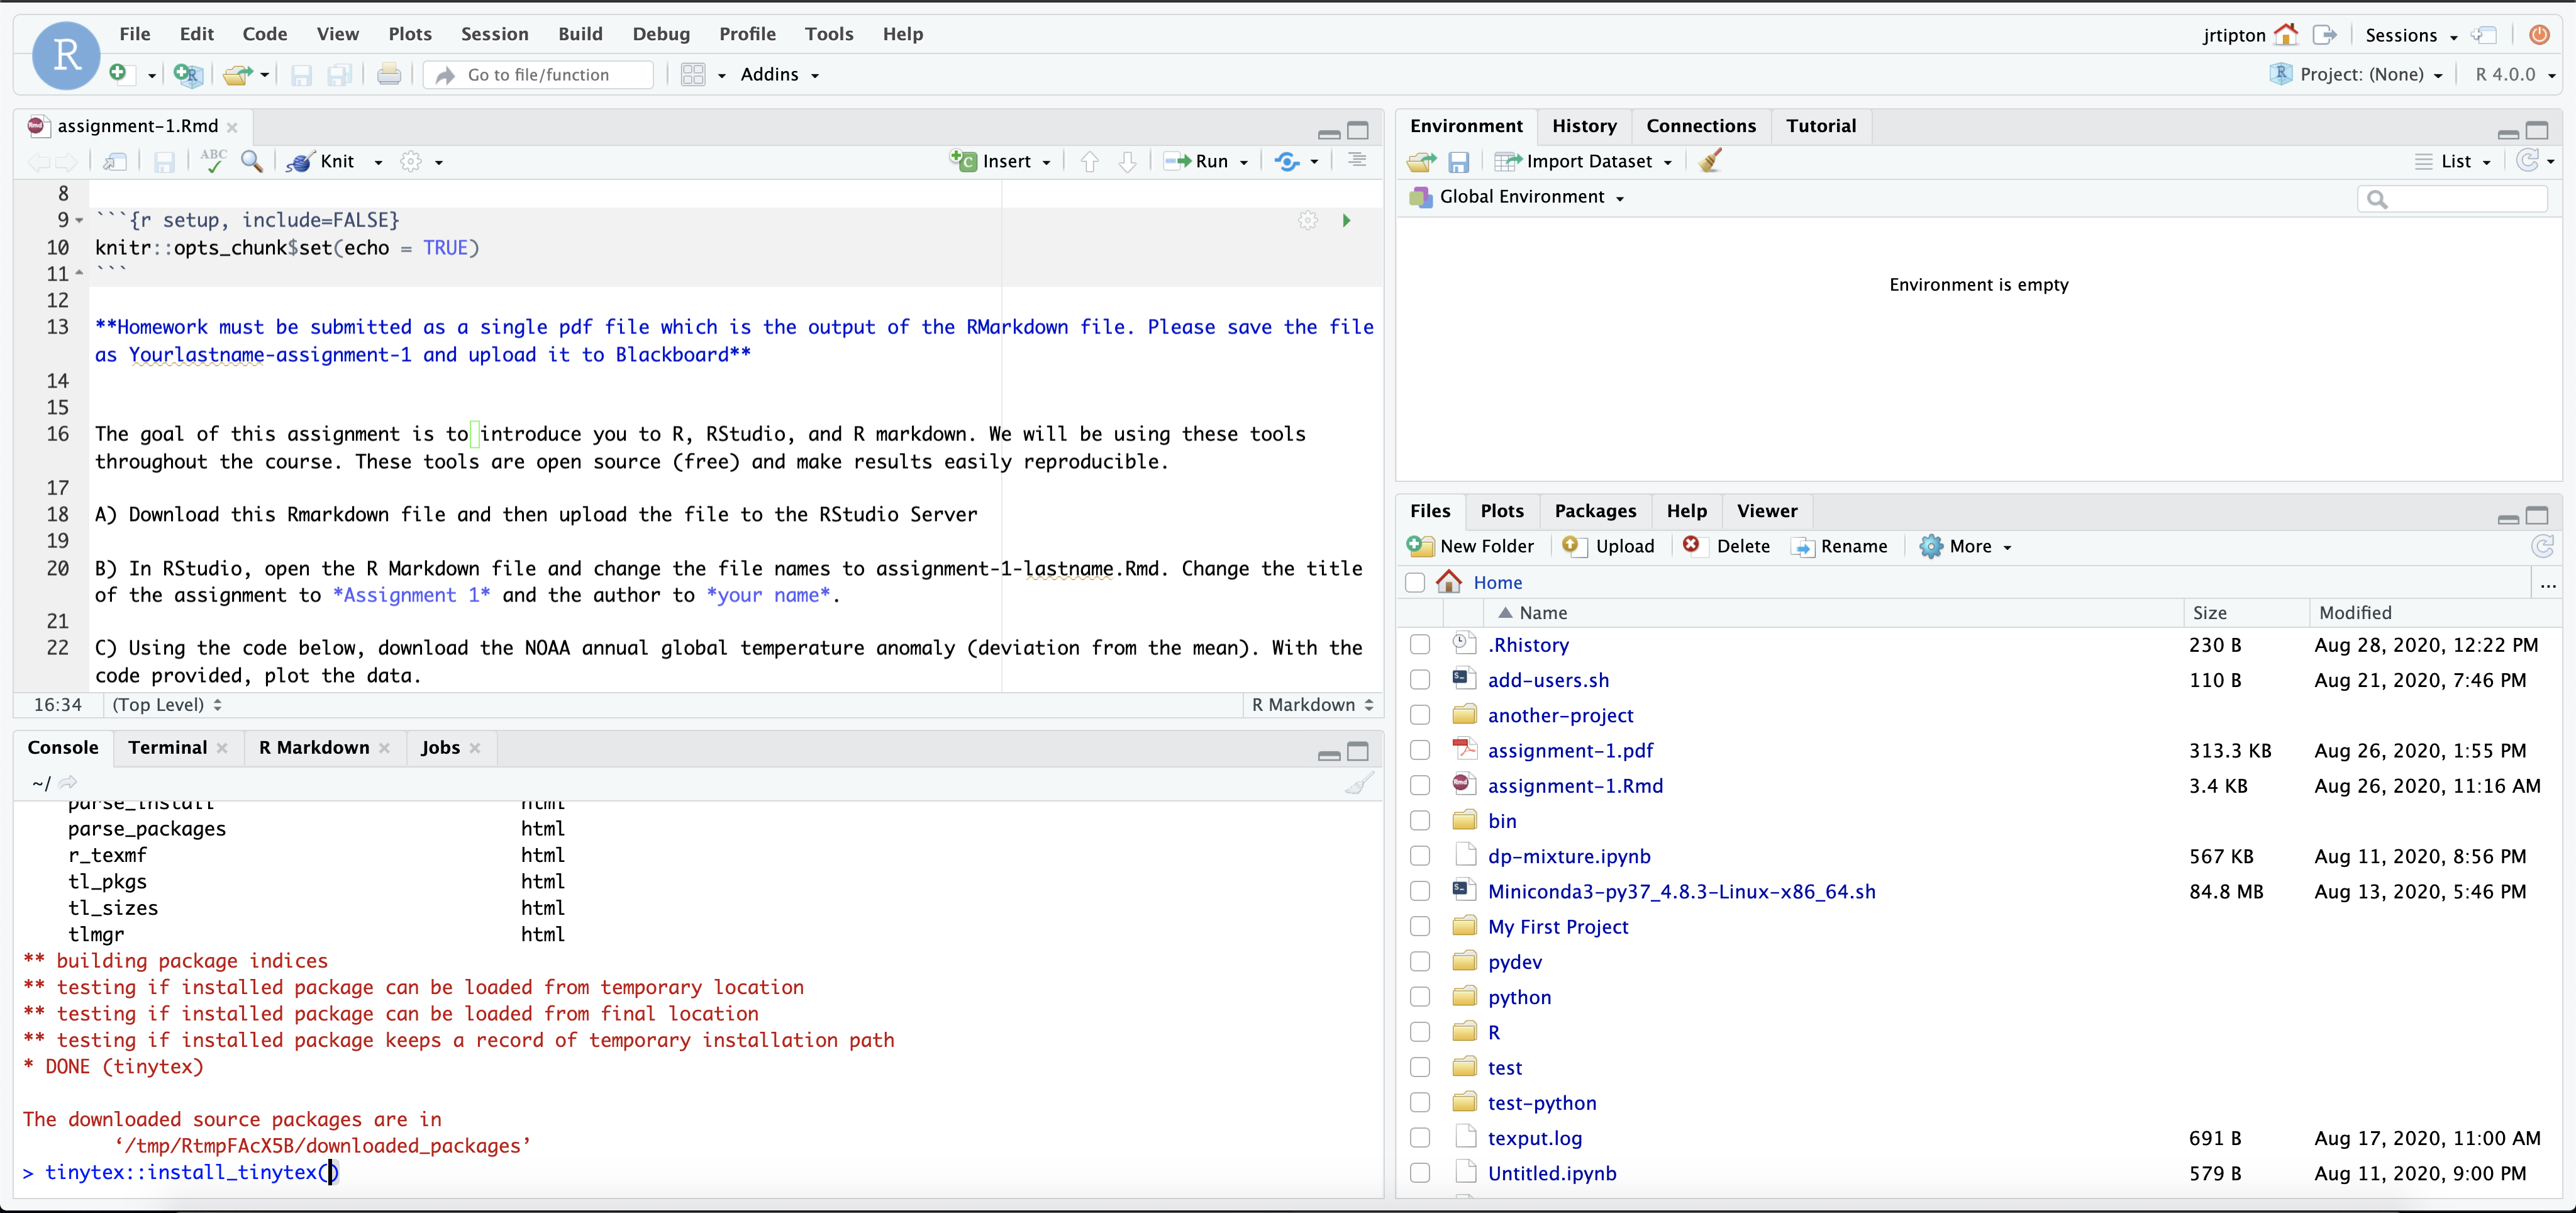 R
File Edit Code View Plots Session Build Debug Profile Tools Help
jrtipton Sessions
Go to file/function Addins
R Project: (None) R 4.0.0
assignment-1.Rmd
ABC Knit Insert Run
8
9 ```{r setup, include=FALSE}
10 knitr::opts_chunk$set(echo = TRUE)
11 ```
12
13 **Homework must be submitted as a single pdf file which is the output of the RMarkdown file. Please save the file
as Yourlastname-assignment-1 and upload it to Blackboard**
14
15
16 The goal of this assignment is to introduce you to R, RStudio, and R markdown. We will be using these tools
throughout the course. These tools are open source (free) and make results easily reproducible.
17
18 A) Download this Rmarkdown file and then upload the file to the RStudio Server
19
20 B) In RStudio, open the R Markdown file and change the file names to assignment-1-lastname.Rmd. Change the title
of the assignment to *Assignment 1* and the author to *your name*.
21
22 C) Using the code below, download the NOAA annual global temperature anomaly (deviation from the mean). With the
code provided, plot the data.
16:34 (Top Level) R Markdown
Console Terminal R Markdown Jobs
~/
parse_install html
parse_packages html
r_texmf html
tl_pkgs html
tl_sizes html
tlmgr html
** building package indices
** testing if installed package can be loaded from temporary location
** testing if installed package can be loaded from final location
** testing if installed package keeps a record of temporary installation path
* DONE (tinytex)
The downloaded source packages are in
‘/tmp/RtmpFAcX5B/downloaded_packages’
> tinytex::install_tinytex()
Environment History Connections Tutorial
Import Dataset List
Global Environment
Environment is empty
Files Plots Packages Help Viewer
New Folder Upload Delete Rename More
Home ...
Name Size Modified
.Rhistory 230 B Aug 28, 2020, 12:22 PM
add-users.sh 110 B Aug 21, 2020, 7:46 PM
another-project
assignment-1.pdf 313.3 KB Aug 26, 2020, 1:55 PM
assignment-1.Rmd 3.4 KB Aug 26, 2020, 11:16 AM
bin
dp-mixture.ipynb 567 KB Aug 11, 2020, 8:56 PM
Miniconda3-py37_4.8.3-Linux-x86_64.sh 84.8 MB Aug 13, 2020, 5:46 PM
My First Project
pydev
python
R
test
test-python
texput.log 691 B Aug 17, 2020, 11:00 AM
Untitled.ipynb 579 B Aug 11, 2020, 9:00 PM